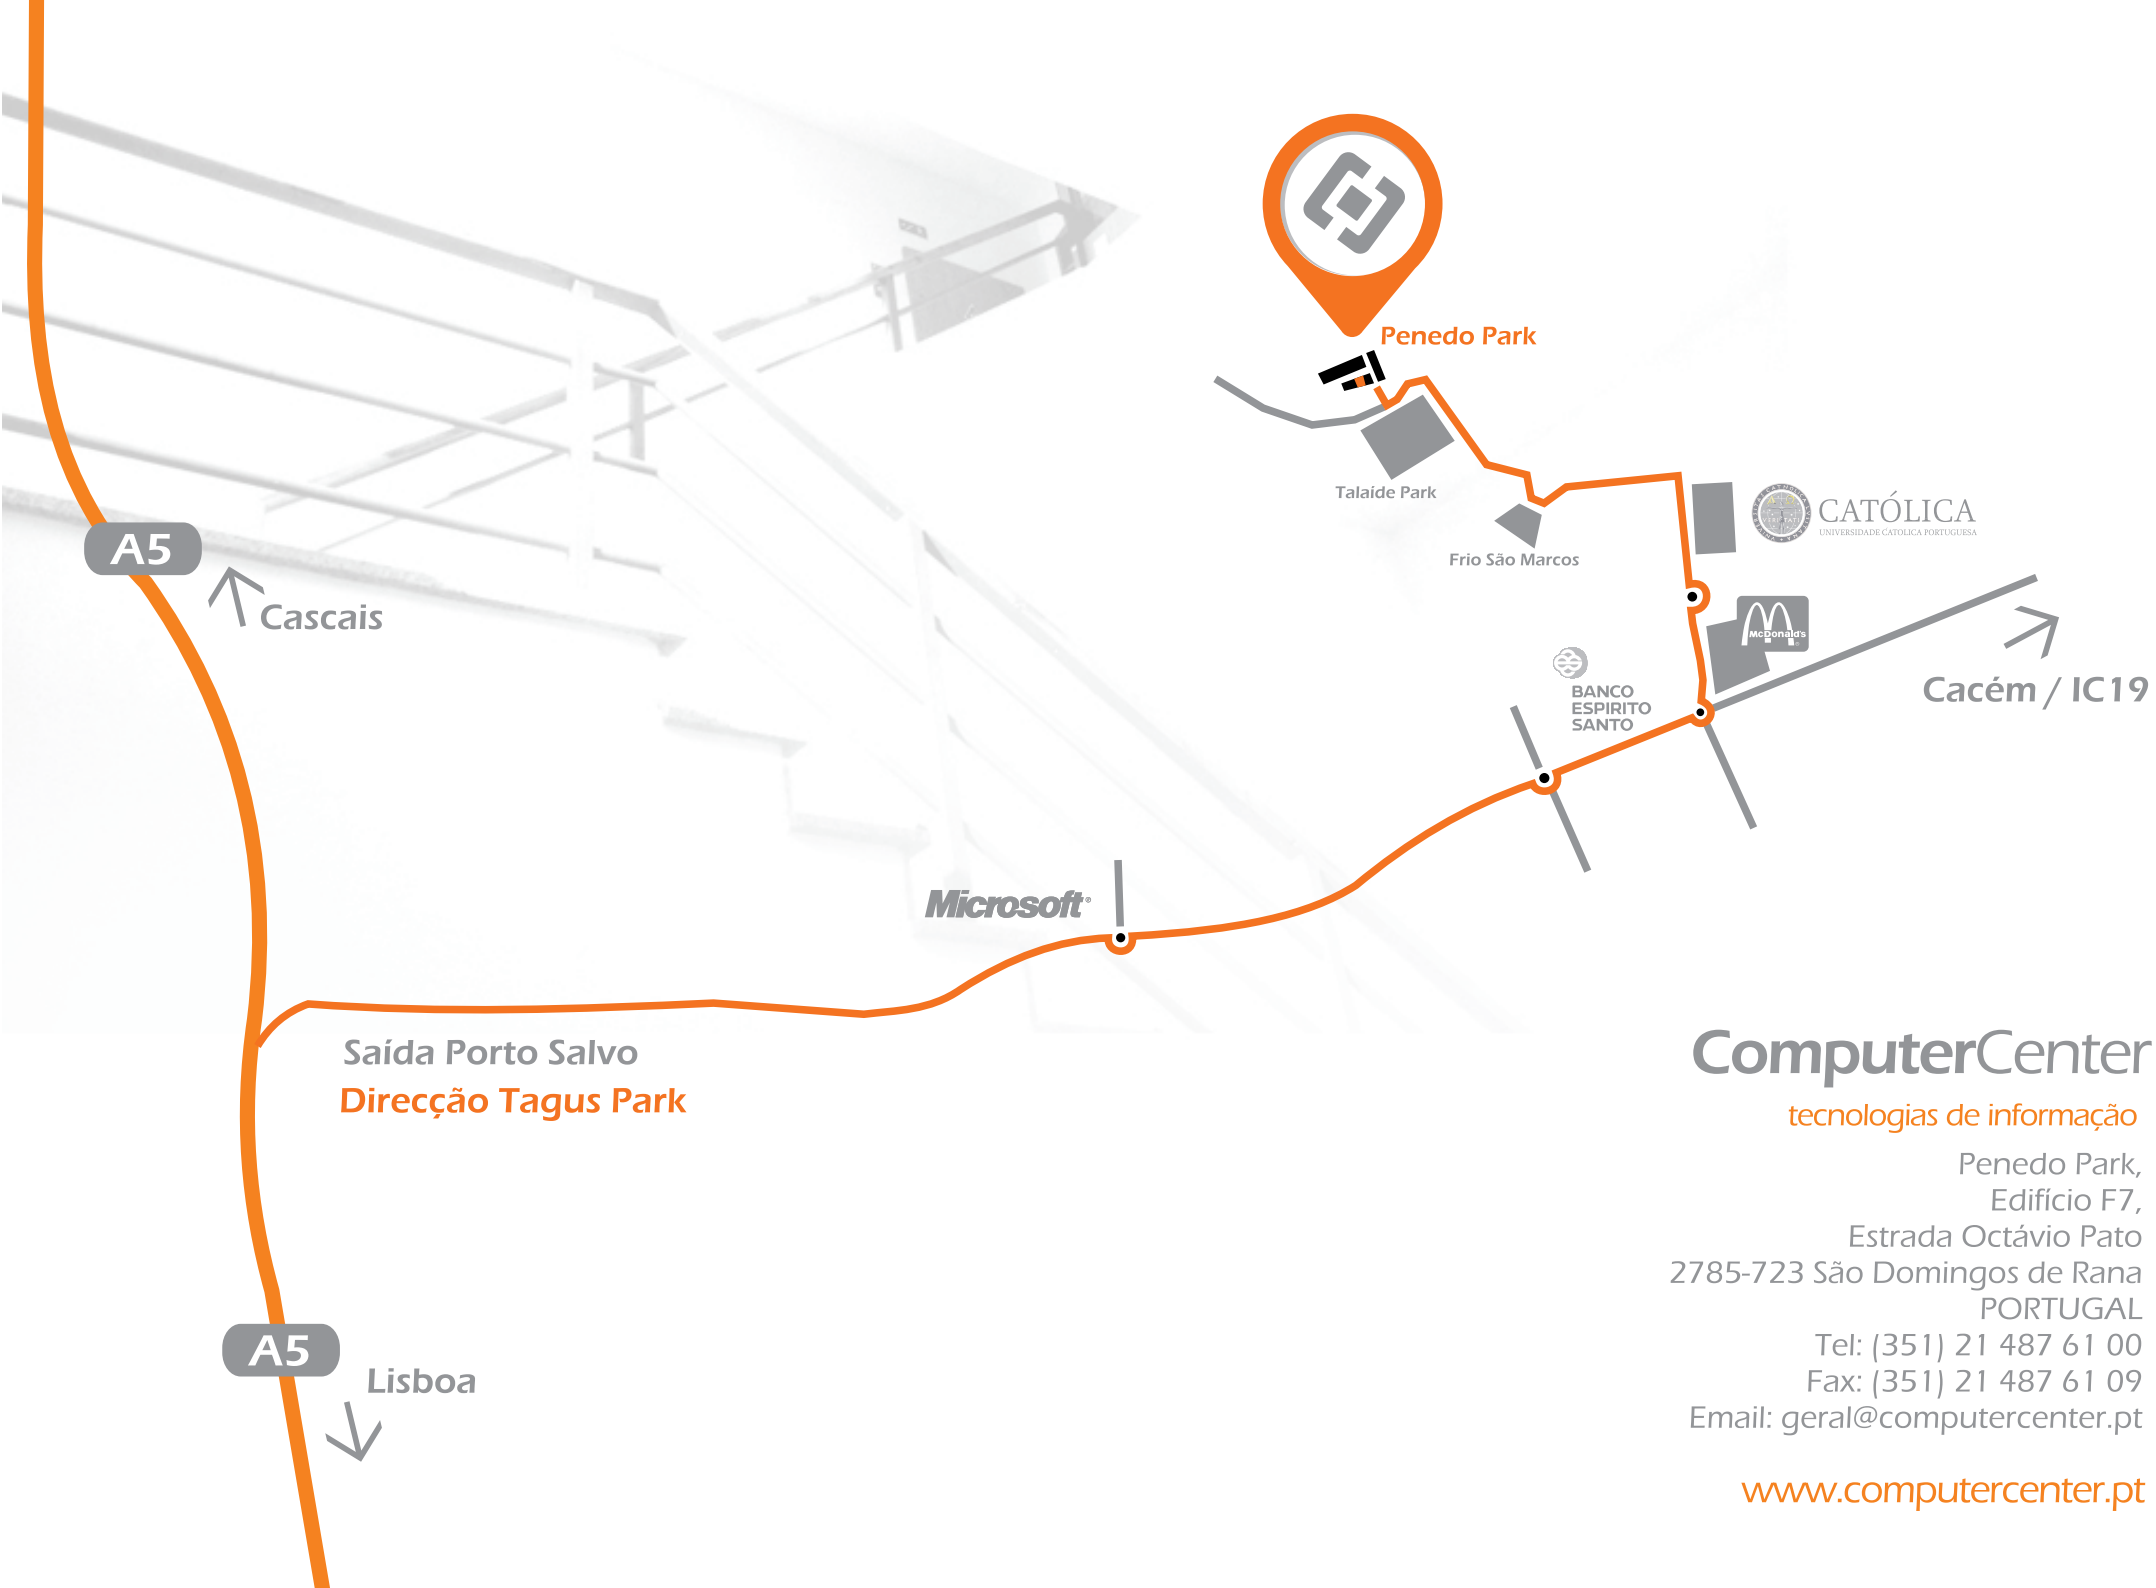 Penedo Park
Talaíde Park
CATÓLICA
UNIVERSIDADE CATOLICA PORTUGUESA
Frio São Marcos
A5
Cascais
McDonald's
BANCO
ESPIRITO
SANTO
Cacém / IC19
Microsoft
Saída Porto Salvo
Direcção Tagus Park
A5
Lisboa
ComputerCenter
tecnologias de informação
Penedo Park,
Edifício F7,
Estrada Octávio Pato
2785-723 São Domingos de Rana
PORTUGAL
Tel: (351) 21 487 61 00
Fax: (351) 21 487 61 09
Email: geral@computercenter.pt
www.computercenter.pt